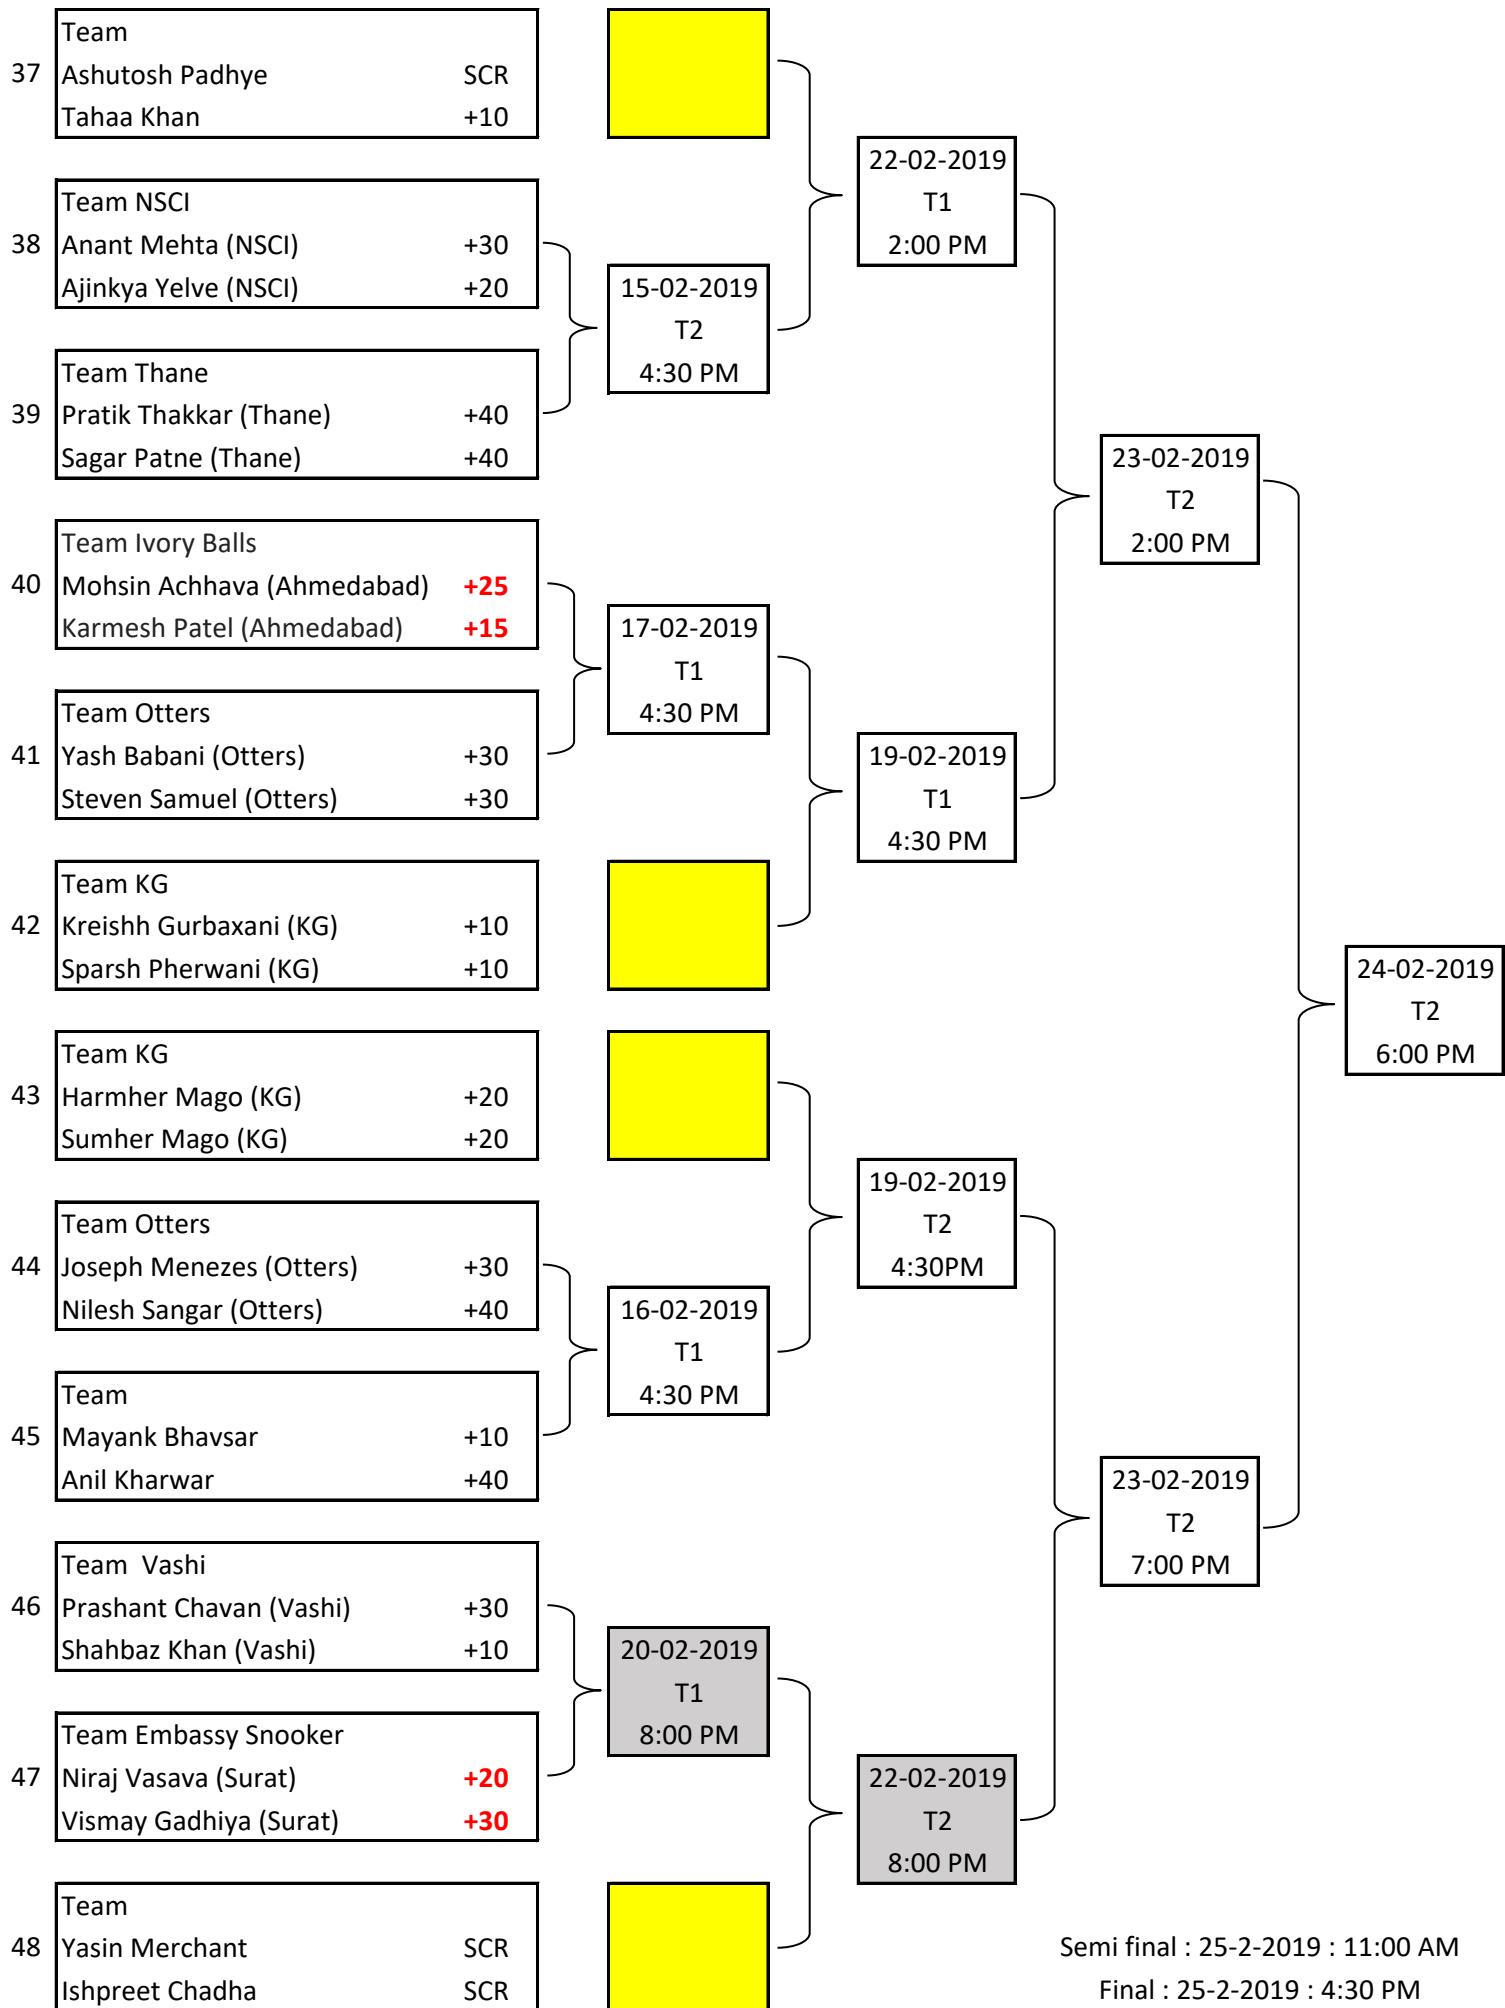 Team
37 Ashutosh Padhye SCR
Tahaa Khan +10
22-02-2019
T1
2:00 PM
Team NSCI
38 Anant Mehta (NSCI) +30
Ajinkya Yelve (NSCI) +20
15-02-2019
T2
4:30 PM
Team Thane
39 Pratik Thakkar (Thane) +40
Sagar Patne (Thane) +40
23-02-2019
T2
2:00 PM
Team Ivory Balls
40 Mohsin Achhava (Ahmedabad) +25
Karmesh Patel (Ahmedabad) +15
17-02-2019
T1
4:30 PM
Team Otters
41 Yash Babani (Otters) +30
Steven Samuel (Otters) +30
19-02-2019
T1
4:30 PM
Team KG
42 Kreishh Gurbaxani (KG) +10
Sparsh Pherwani (KG) +10
24-02-2019
T2
6:00 PM
Team KG
43 Harmher Mago (KG) +20
Sumher Mago (KG) +20
19-02-2019
T2
4:30PM
Team Otters
44 Joseph Menezes (Otters) +30
Nilesh Sangar (Otters) +40
16-02-2019
T1
4:30 PM
Team
45 Mayank Bhavsar +10
Anil Kharwar +40
23-02-2019
T2
7:00 PM
Team  Vashi
46 Prashant Chavan (Vashi) +30
Shahbaz Khan (Vashi) +10
20-02-2019
T1
8:00 PM
Team Embassy Snooker
47 Niraj Vasava (Surat) +20
Vismay Gadhiya (Surat) +30
22-02-2019
T2
8:00 PM
Team
48 Yasin Merchant SCR
Ishpreet Chadha SCR
Semi final : 25-2-2019 : 11:00 AM
Final : 25-2-2019 : 4:30 PM